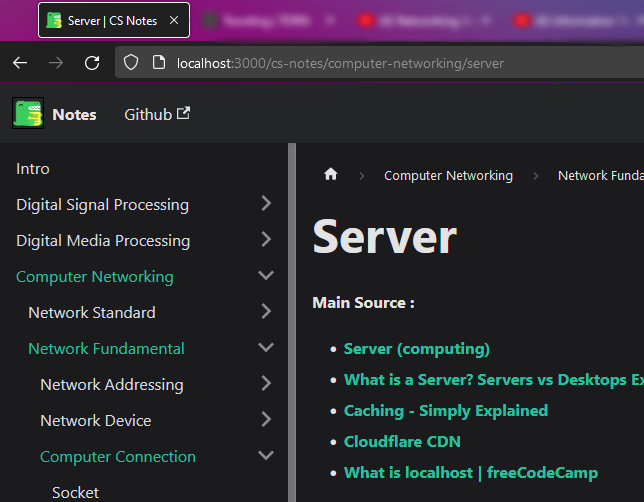 Server | CS Notes
localhost:3000/cs-notes/computer-networking/server
Notes Github
Intro
Digital Signal Processing
Digital Media Processing
Computer Networking
Network Standard
Network Fundamental
Network Addressing
Network Device
Computer Connection
Socket
Computer Networking Network Funda
Server
Main Source :
Server (computing)
What is a Server? Servers vs Desktops Ex
Caching - Simply Explained
Cloudflare CDN
What is localhost | freeCodeCamp